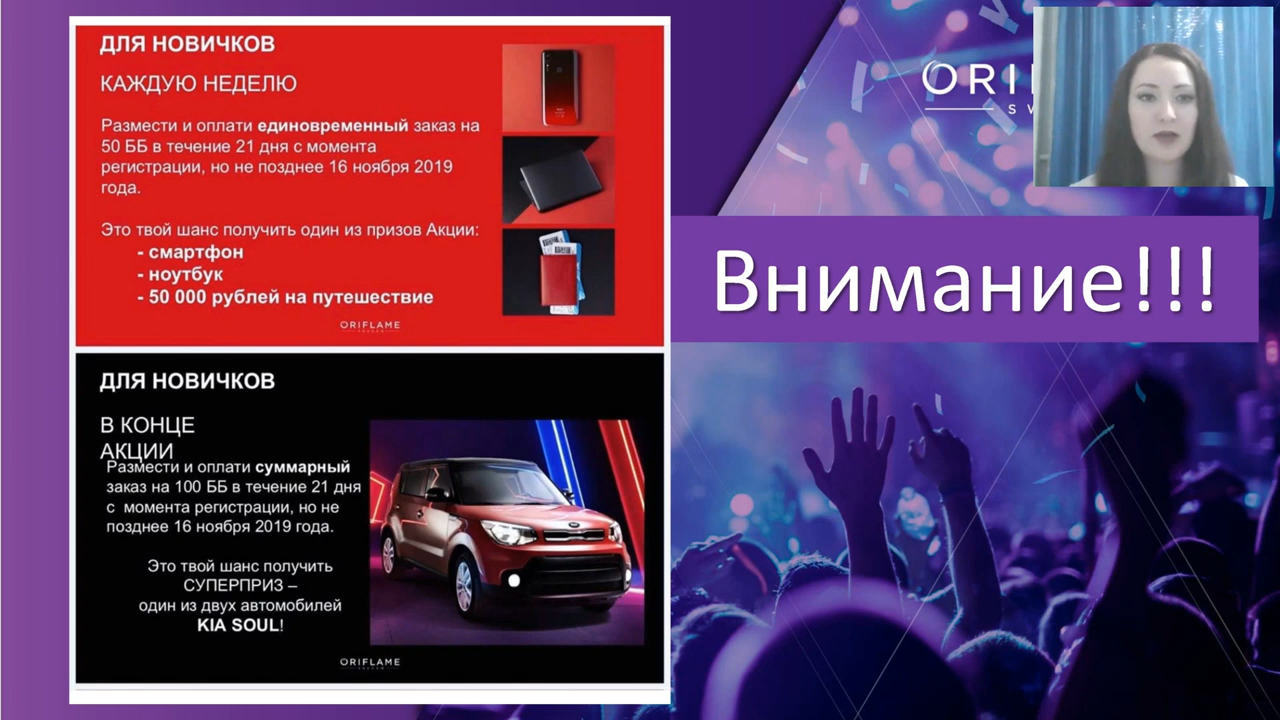 ДЛЯ НОВИЧКОВ
КАЖДУЮ НЕДЕЛЮ
Размести и оплати единовременный заказ на
50 ББ в течение 21 дня с момента
регистрации, но не позднее 16 ноября 2019
года.
Это твой шанс получить один из призов Акции:
- смартфон
- ноутбук
- 50 000 рублей на путешествие
ORIFLAME
ДЛЯ НОВИЧКОВ
В КОНЦЕ
АКЦИИ
Размести и оплати суммарный
заказ на 100 ББ в течение 21 дня
с момента регистрации, но не
позднее 16 ноября 2019 года.
Это твой шанс получить
СУПЕРПРИЗ –
один из двух автомобилей
KIA SOUL!
ORIFLAME
ORI
S
Внимание!!!